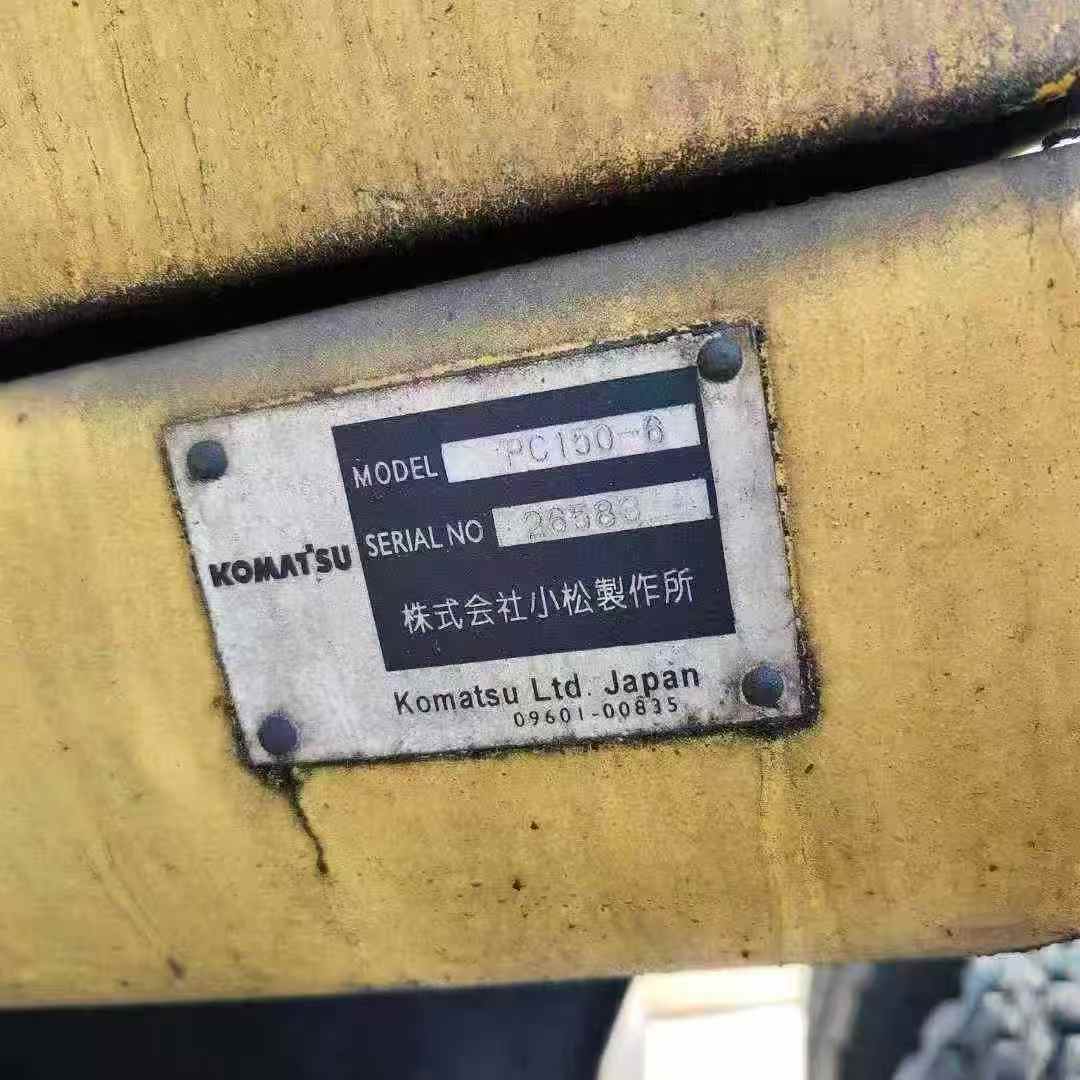 MODEL PC150-6
SERIAL NO 26583
KOMATSU
株式会社小松製作所
Komatsu Ltd. Japan
09601-00835